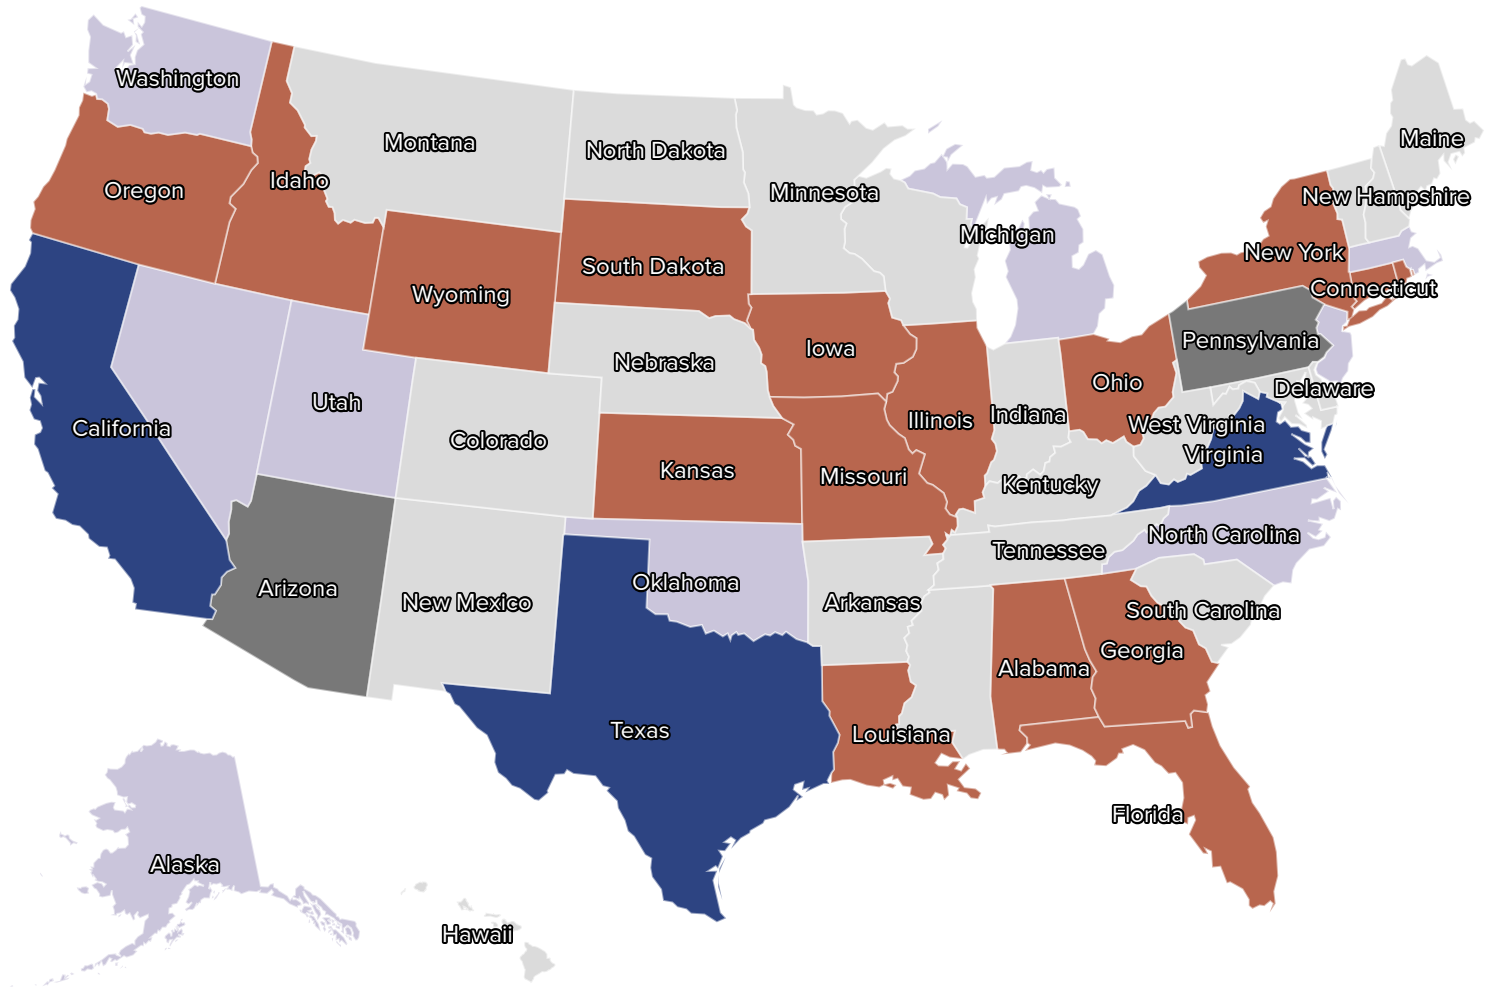 Washington
Montana
North Dakota
Maine
Oregon
Idaho
Minnesota
New Hampshire
Michigan
New York
South Dakota
Wyoming
Connecticut
Pennsylvania
Iowa
Nebraska
Ohio
Delaware
Utah
California
Colorado
Illinois
Indiana
West Virginia
Virginia
Kansas
Missouri
Kentucky
North Carolina
Tennessee
Arizona
New Mexico
Oklahoma
Arkansas
South Carolina
Georgia
Alabama
Texas
Louisiana
Florida
Alaska
Hawaii